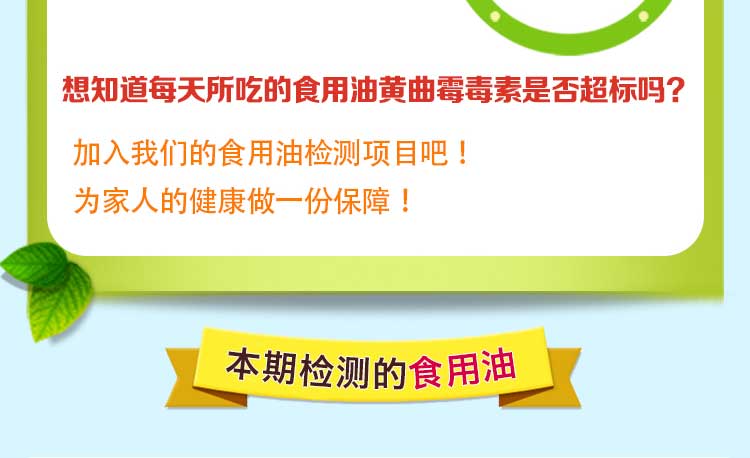 想知道每天所吃的食用油黄曲霉毒素是否超标吗？
加入我们的食用油检测项目吧！
为家人的健康做一份保障！
本期检测的食用油